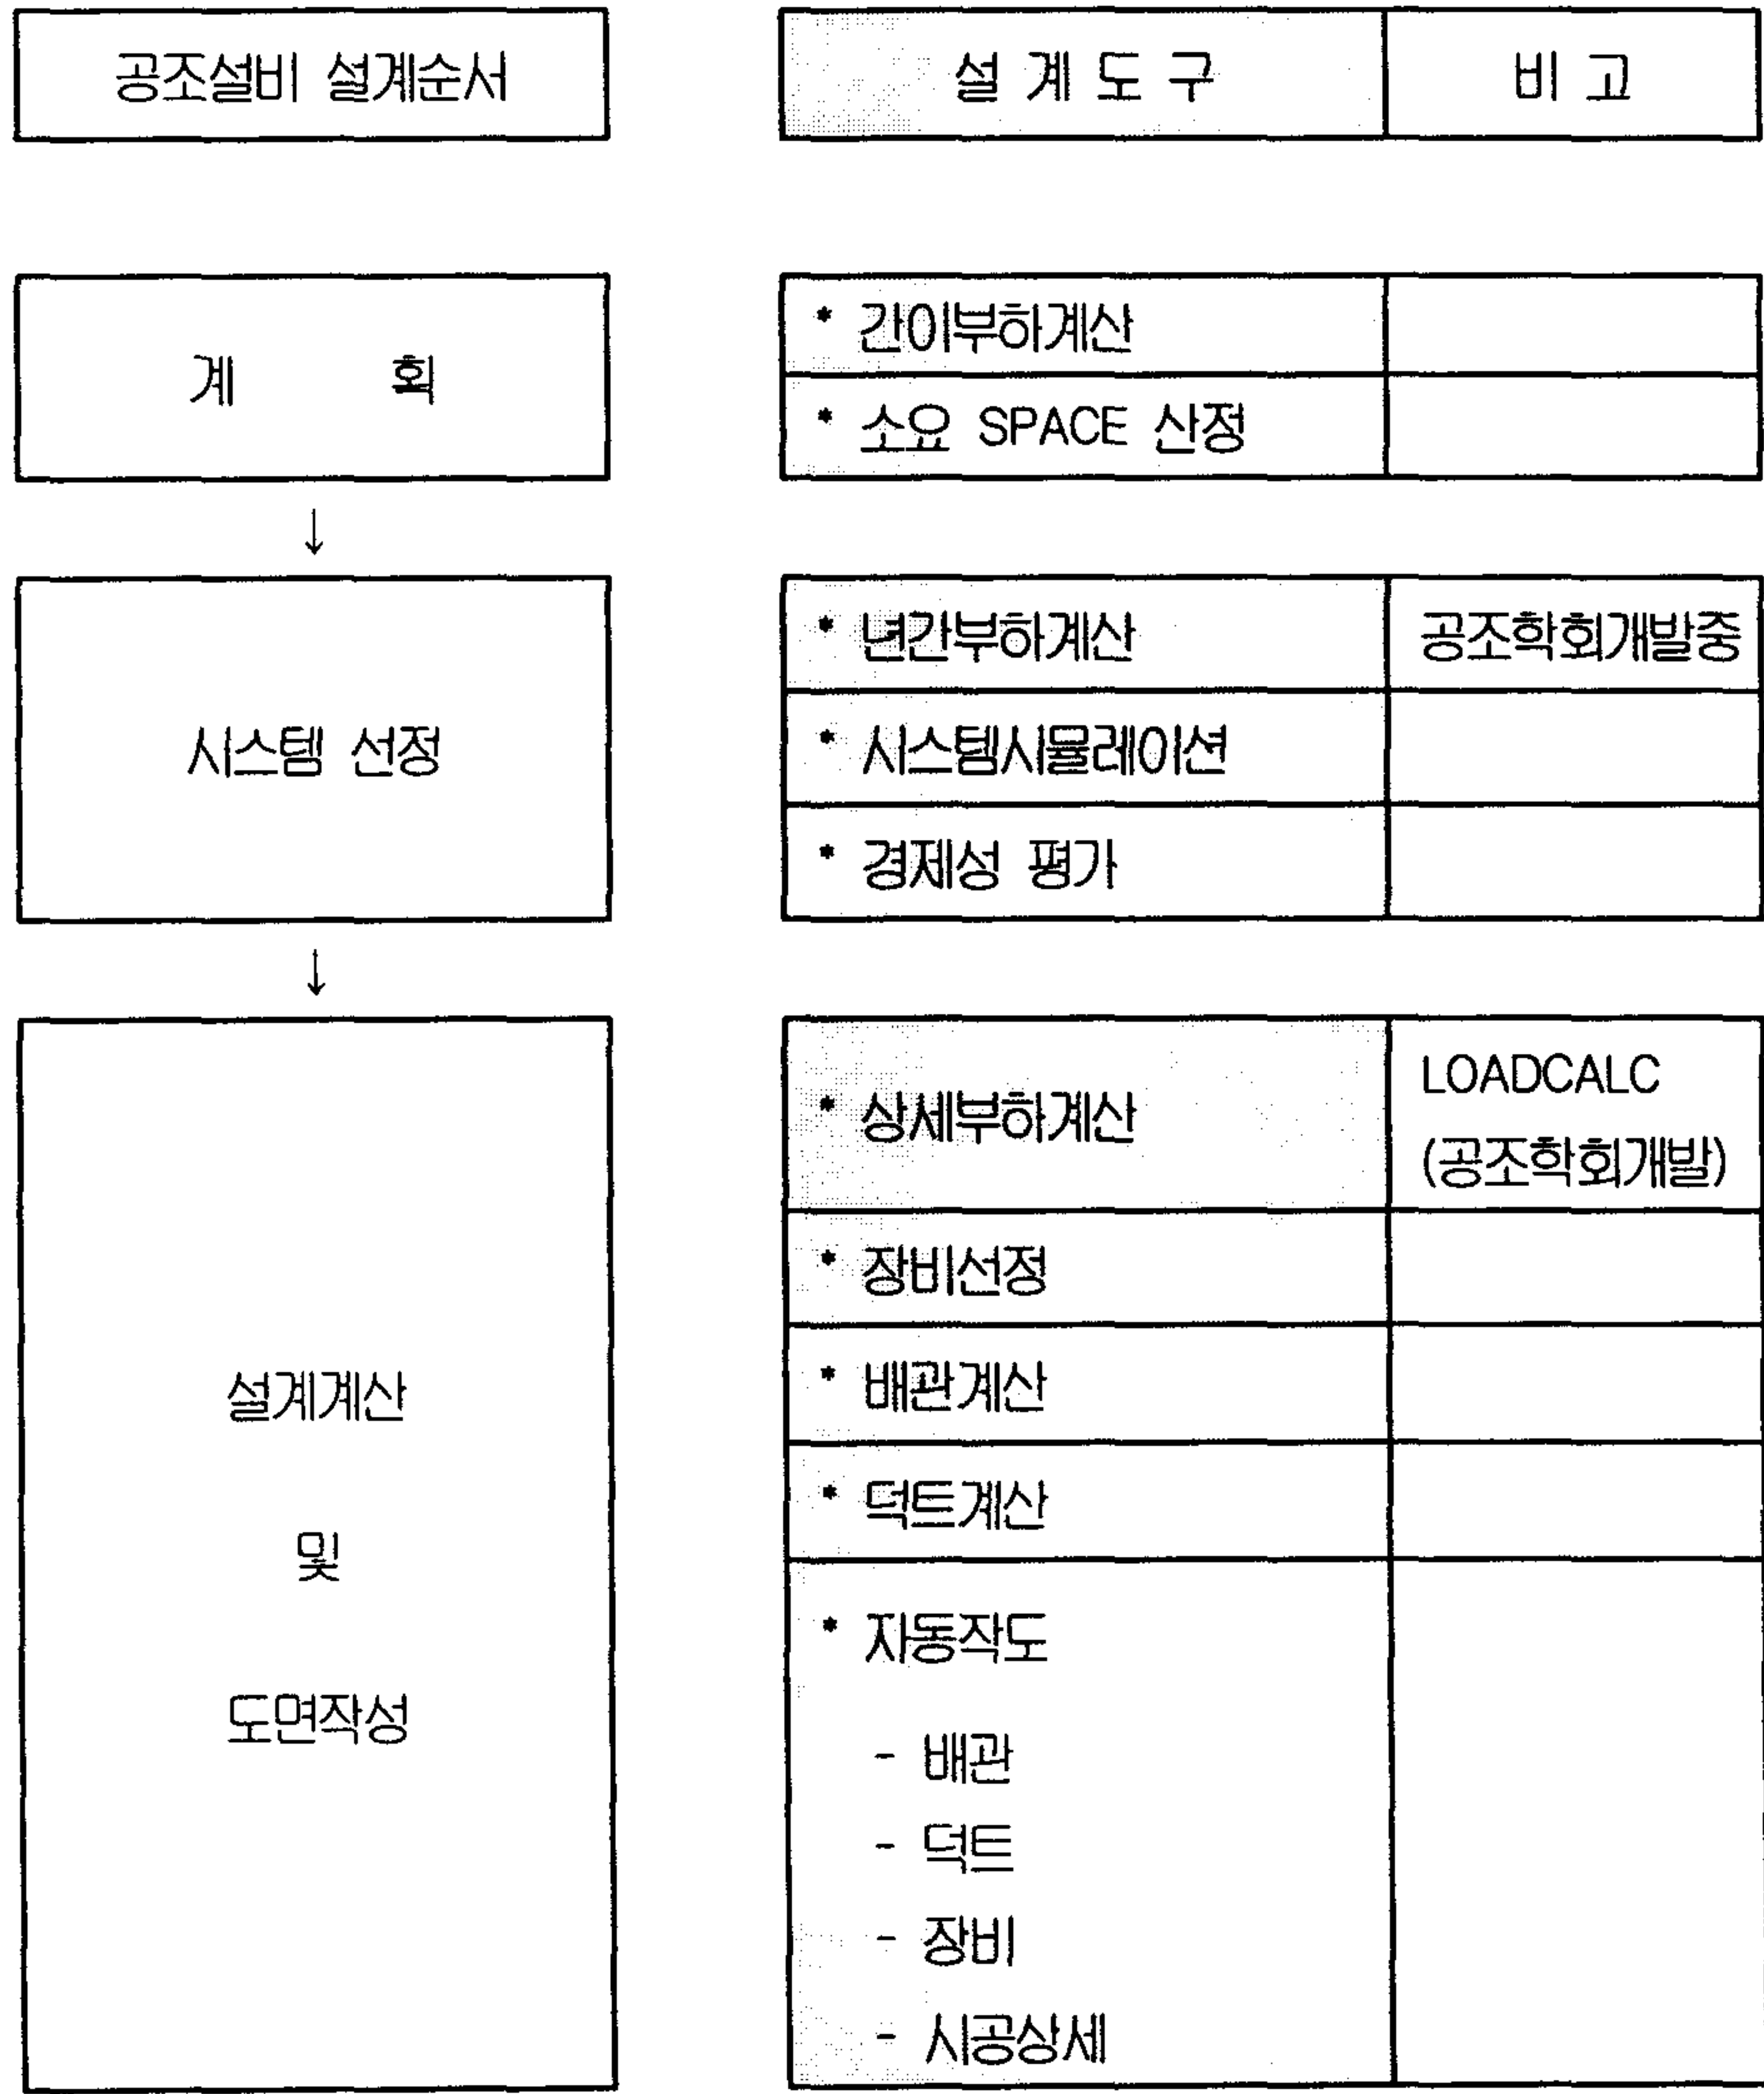 공조설비 설계순서
설 계 도 구
비 고
계 획
* 간이부하계산
* 소요 SPACE 산정
↓
시스템 선정
* 년간부하계산
공조학회개발중
* 시스템시뮬레이션
* 경제성 평가
↓
설계계산
및
도면작성
* 상세부하계산
LOADCALC
(공조학회개발)
* 장비선정
* 배관계산
* 덕트계산
* 자동작도
- 배관
- 덕트
- 장비
- 시공상세